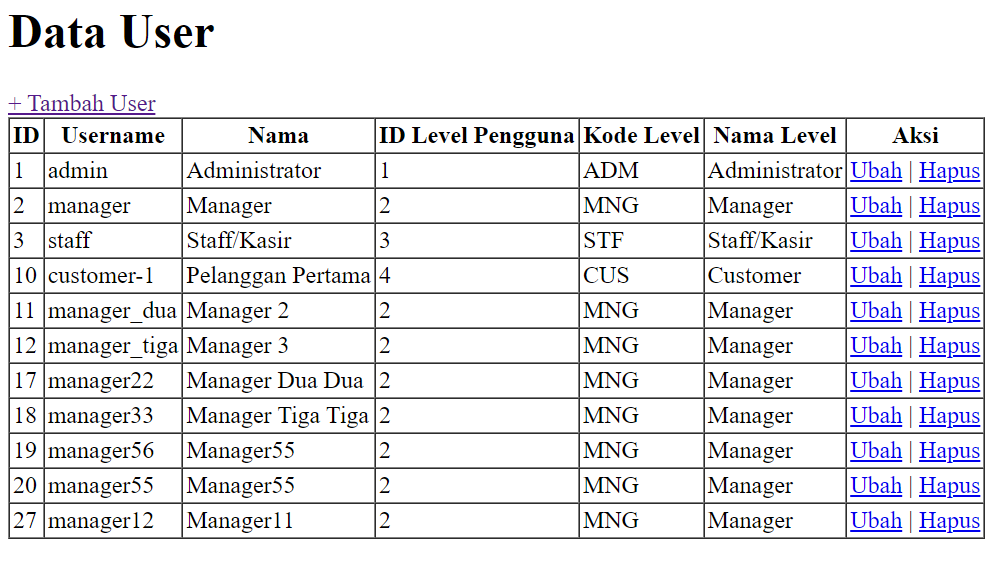 Data User
+ Tambah User
ID Username Nama ID Level Pengguna Kode Level Nama Level Aksi
1 admin Administrator 1 ADM Administrator Ubah | Hapus
2 manager Manager 2 MNG Manager Ubah | Hapus
3 staff Staff/Kasir 3 STF Staff/Kasir Ubah | Hapus
10 customer-1 Pelanggan Pertama 4 CUS Customer Ubah | Hapus
11 manager_dua Manager 2 2 MNG Manager Ubah | Hapus
12 manager_tiga Manager 3 2 MNG Manager Ubah | Hapus
17 manager22 Manager Dua Dua 2 MNG Manager Ubah | Hapus
18 manager33 Manager Tiga Tiga 2 MNG Manager Ubah | Hapus
19 manager56 Manager55 2 MNG Manager Ubah | Hapus
20 manager55 Manager55 2 MNG Manager Ubah | Hapus
27 manager12 Manager11 2 MNG Manager Ubah | Hapus